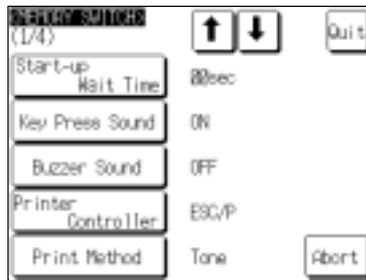 <MEMORY SWITCH>
(1/4)
Quit
Start-up
Wait Time
00sec
Key Press Sound
ON
Buzzer Sound
OFF
Printer
Controller
ESC/P
Print Method
Tone
Abort